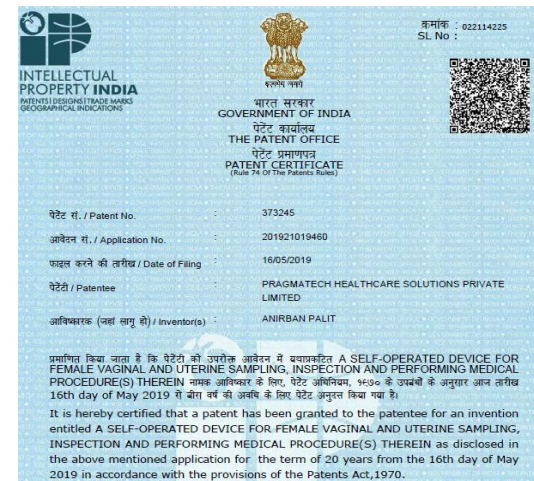 क्रमांक : 022114225
SL No :
INTELLECTUAL
PROPERTY INDIA
PATENTS | DESIGNS | TRADE MARKS
GEOGRAPHICAL INDICATIONS
सत्यमेव जयते
भारत सरकार
GOVERNMENT OF INDIA
पेटेंट कार्यालय
THE PATENT OFFICE
पेटेंट प्रमाणपत्र
PATENT CERTIFICATE
(Rule 74 Of The Patents Rules)
पेटेंट सं. / Patent No. : 373245
आवेदन सं. / Application No. : 201921019460
फाइल करने की तारीख / Date of Filing : 16/05/2019
पेटेंटी / Patentee : PRAGMATECH HEALTHCARE SOLUTIONS PRIVATE
LIMITED
आविष्कारक (जहां लागू हो) / Inventor(s) : ANIRBAN PALIT
प्रमाणित किया जाता है कि पेटेंटी को उपरोक्त आवेदन में यथाप्रकटित A SELF-OPERATED DEVICE FOR
FEMALE VAGINAL AND UTERINE SAMPLING, INSPECTION AND PERFORMING MEDICAL
PROCEDURE(S) THEREIN नामक आविष्कार के लिए, पेटेंट अधिनियम, १९७० के उपबंधों के अनुसार आज तारीख
16th day of May 2019 से बीस वर्ष की अवधि के लिए पेटेंट अनुदत्त किया गया है।
It is hereby certified that a patent has been granted to the patentee for an invention
entitled A SELF-OPERATED DEVICE FOR FEMALE VAGINAL AND UTERINE SAMPLING,
INSPECTION AND PERFORMING MEDICAL PROCEDURE(S) THEREIN as disclosed in
the above mentioned application for the term of 20 years from the 16th day of May
2019 in accordance with the provisions of the Patents Act,1970.